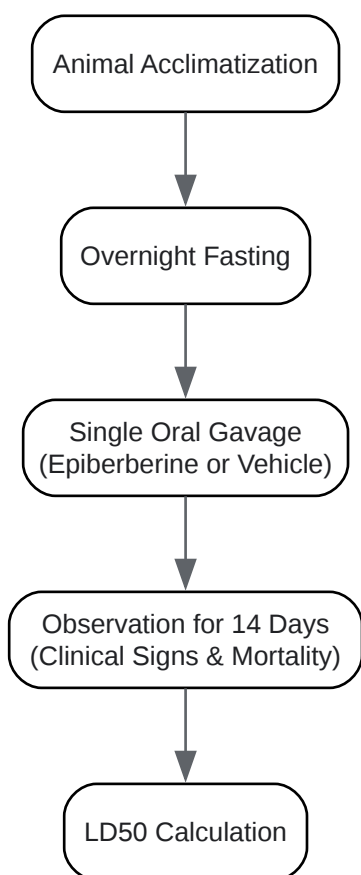 Animal Acclimatization
Overnight Fasting
Single Oral Gavage
(Epiberberine or Vehicle)
Observation for 14 Days
(Clinical Signs & Mortality)
LD50 Calculation